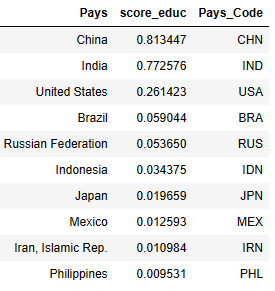 Pays score_educ Pays_Code
China 0.813447 CHN
India 0.772576 IND
United States 0.261423 USA
Brazil 0.059044 BRA
Russian Federation 0.053650 RUS
Indonesia 0.034375 IDN
Japan 0.019659 JPN
Mexico 0.012593 MEX
Iran, Islamic Rep. 0.010984 IRN
Philippines 0.009531 PHL